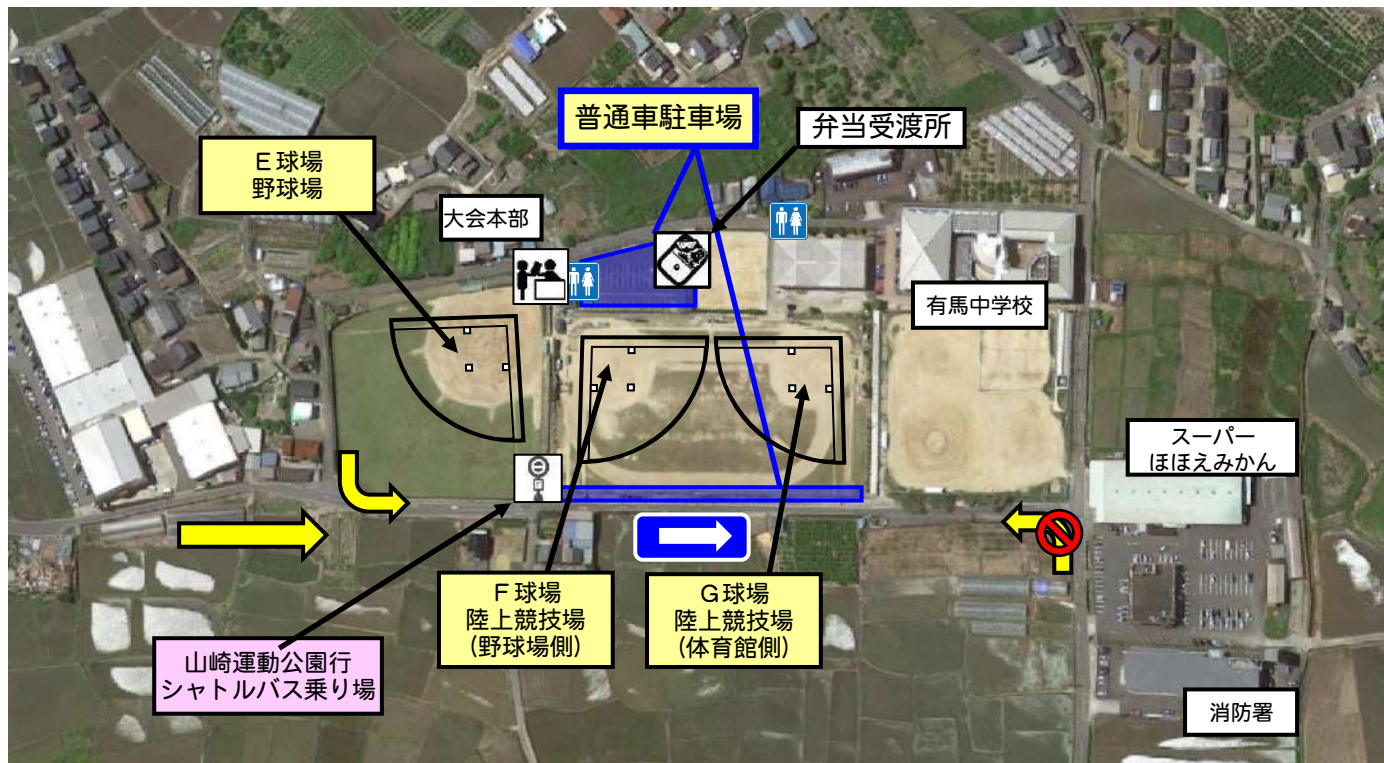 普通車駐車場
弁当受渡所
E球場
野球場
大会本部
有馬中学校
スーパー
ほほえみかん
F球場
陸上競技場
(野球場側)
G球場
陸上競技場
(体育館側)
山崎運動公園行
シャトルバス乗り場
消防署